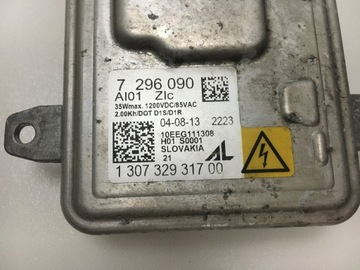 7 296 090
AI01 ZIc
35Wmax. 1200VDC/85VAC
2.00Kh/DOT D1S/D1R
04-08-13 2223
10EEG111308
H01 S0001
SLOVAKIA
21 AL
1 307 329 317 00